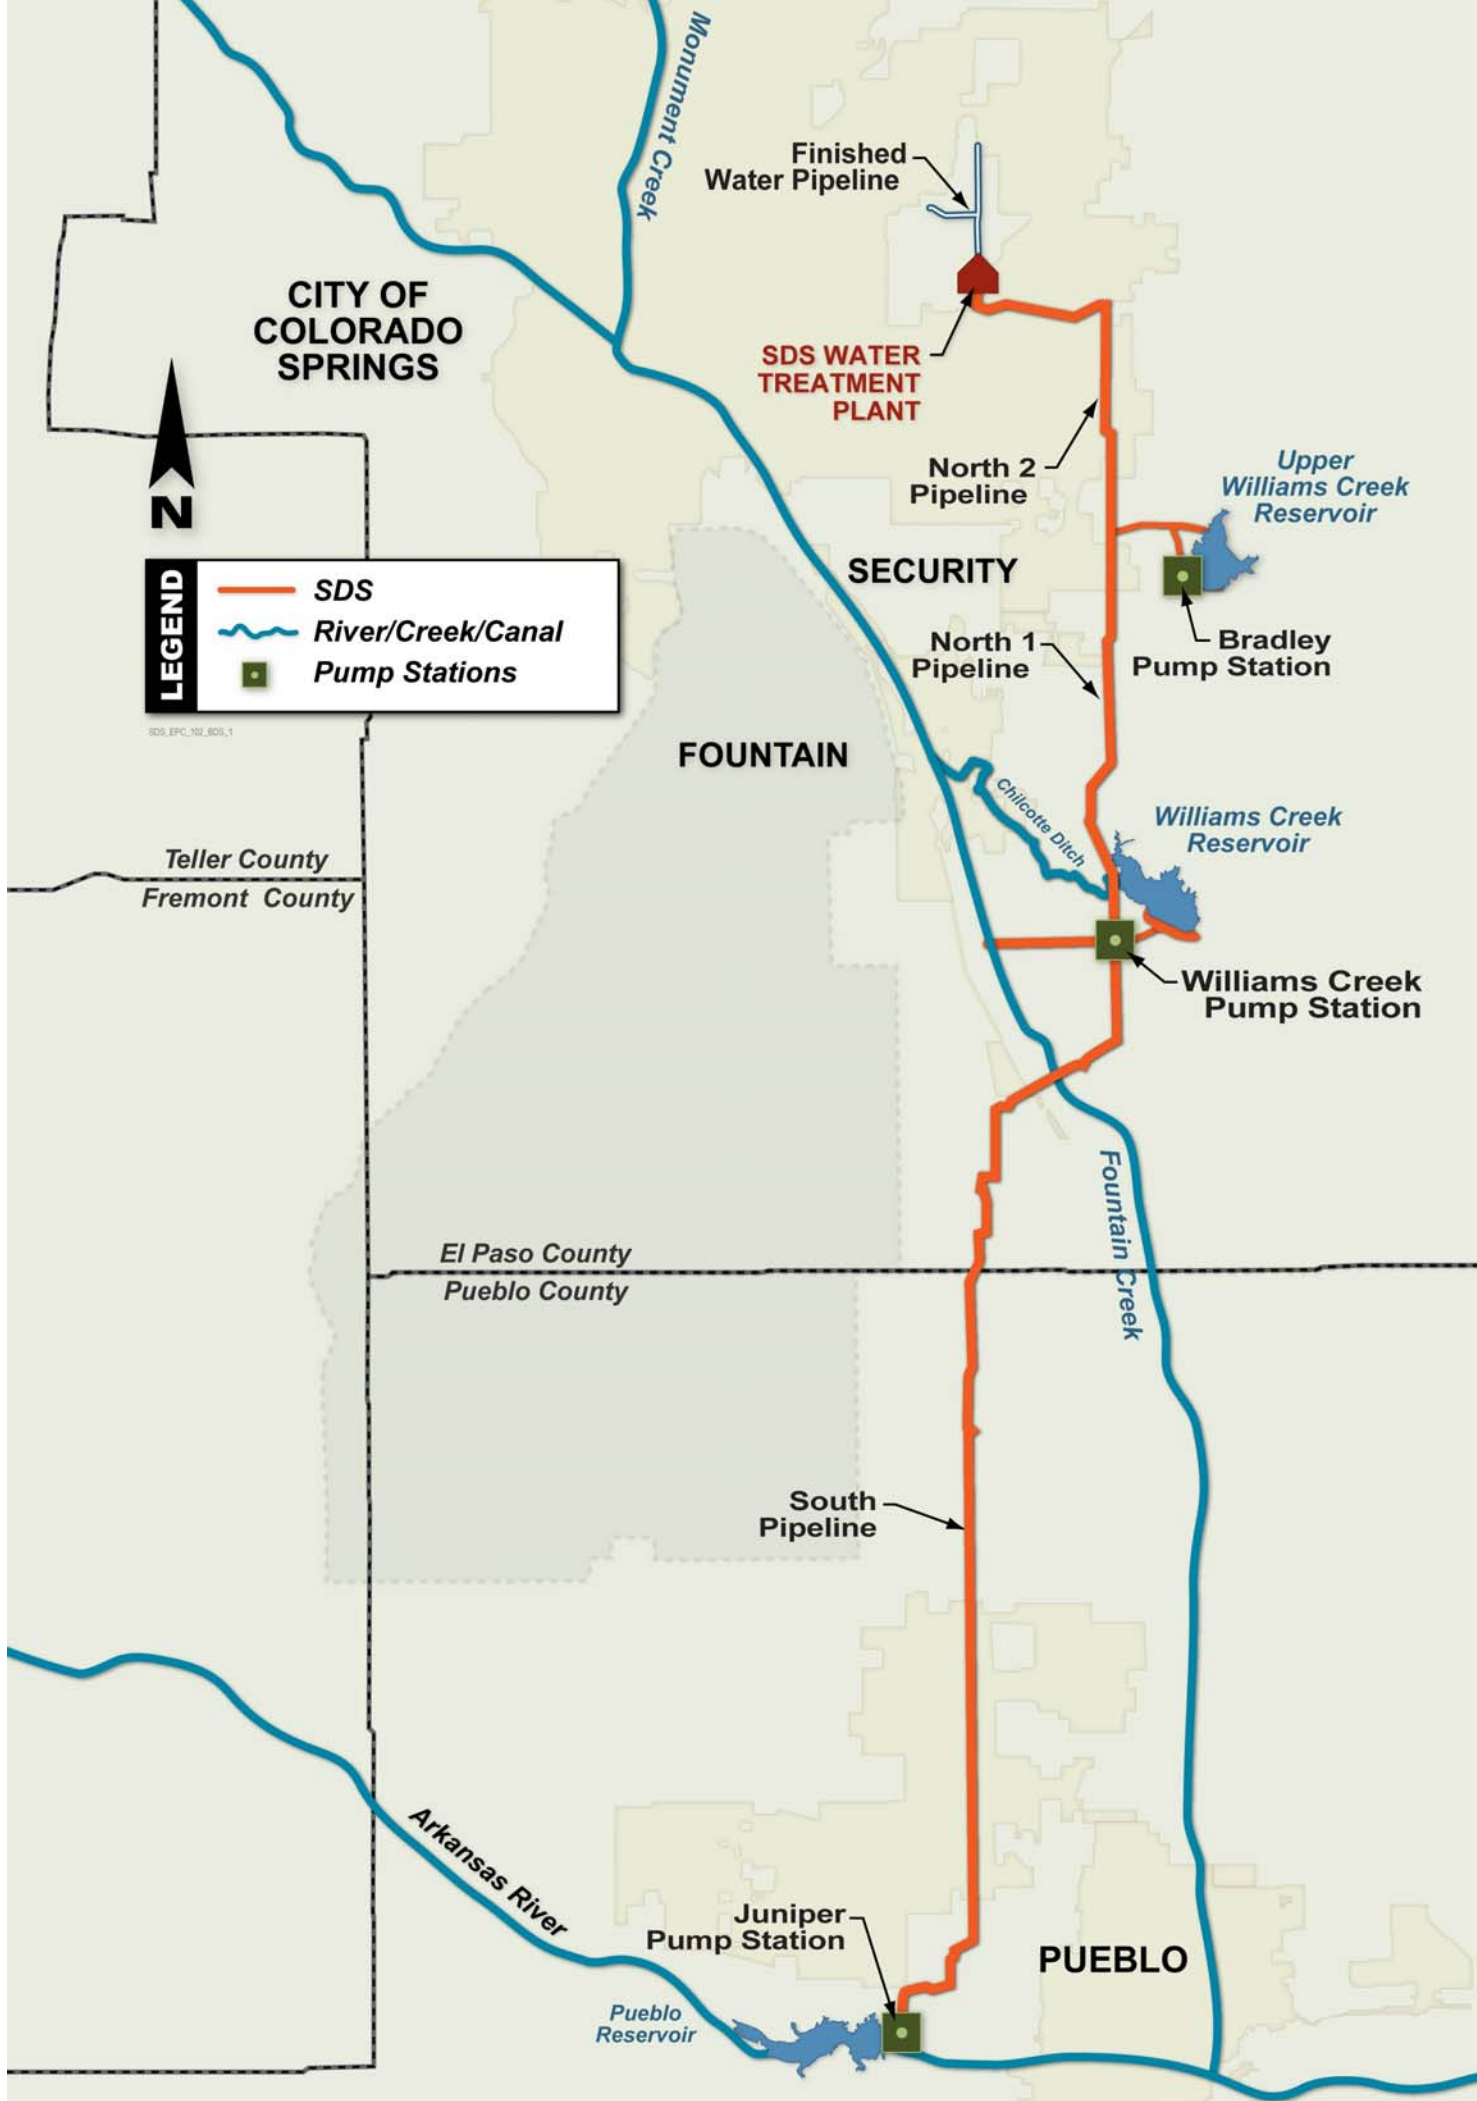 Monument Creek
Finished
Water Pipeline
CITY OF
COLORADO
SPRINGS
SDS WATER
TREATMENT
PLANT
North 2
Pipeline
Upper
Williams Creek
Reservoir
N
SECURITY
LEGEND
SDS
River/Creek/Canal
Pump Stations
SDS_EPC_102_BDS_1
North 1
Pipeline
Bradley
Pump Station
FOUNTAIN
Chilcotte Ditch
Williams Creek
Reservoir
Teller County
Fremont County
Williams Creek
Pump Station
Fountain Creek
El Paso County
Pueblo County
South
Pipeline
Arkansas River
Juniper
Pump Station
PUEBLO
Pueblo
Reservoir